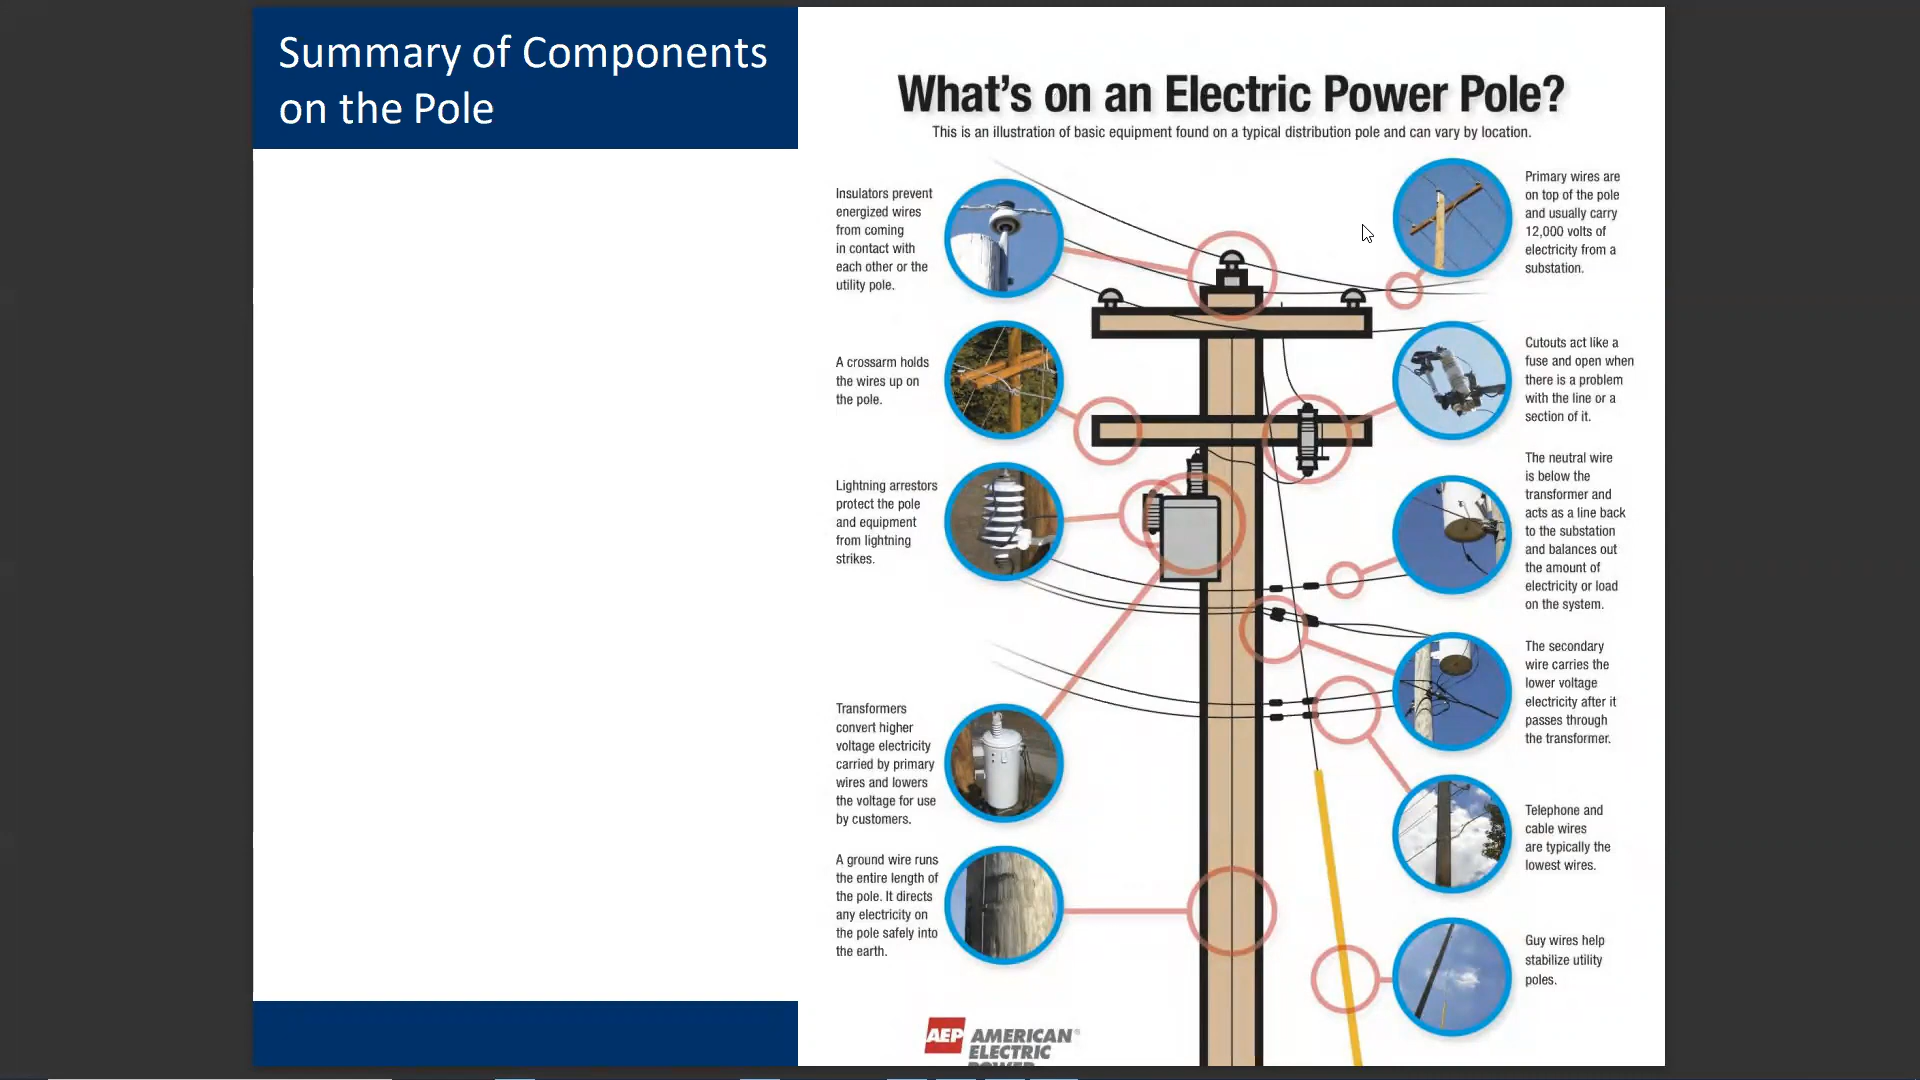 Summary of Components
on the Pole
What's on an Electric Power Pole?
This is an illustration of basic equipment found on a typical distribution pole and can vary by location.
Insulators prevent
energized wires
from coming
in contact with
each other or the
utility pole.
A crossarm holds
the wires up on
the pole.
Lightning arrestors
protect the pole
and equipment
from lightning
strikes.
Transformers
convert higher
voltage electricity
carried by primary
wires and lowers
the voltage for use
by customers.
A ground wire runs
the entire length of
the pole. It directs
any electricity on
the pole safely into
the earth.
Primary wires are
on top of the pole
and usually carry
12,000 volts of
electricity from a
substation.
Cutouts act like a
fuse and open when
there is a problem
with the line or a
section of it.
The neutral wire
is below the
transformer and
acts as a line back
to the substation
and balances out
the amount of
electricity or load
on the system.
The secondary
wire carries the
lower voltage
electricity after it
passes through
the transformer.
Telephone and
cable wires
are typically the
lowest wires.
Guy wires help
stabilize utility
poles.
AEP
AMERICAN®
ELECTRIC
POWER